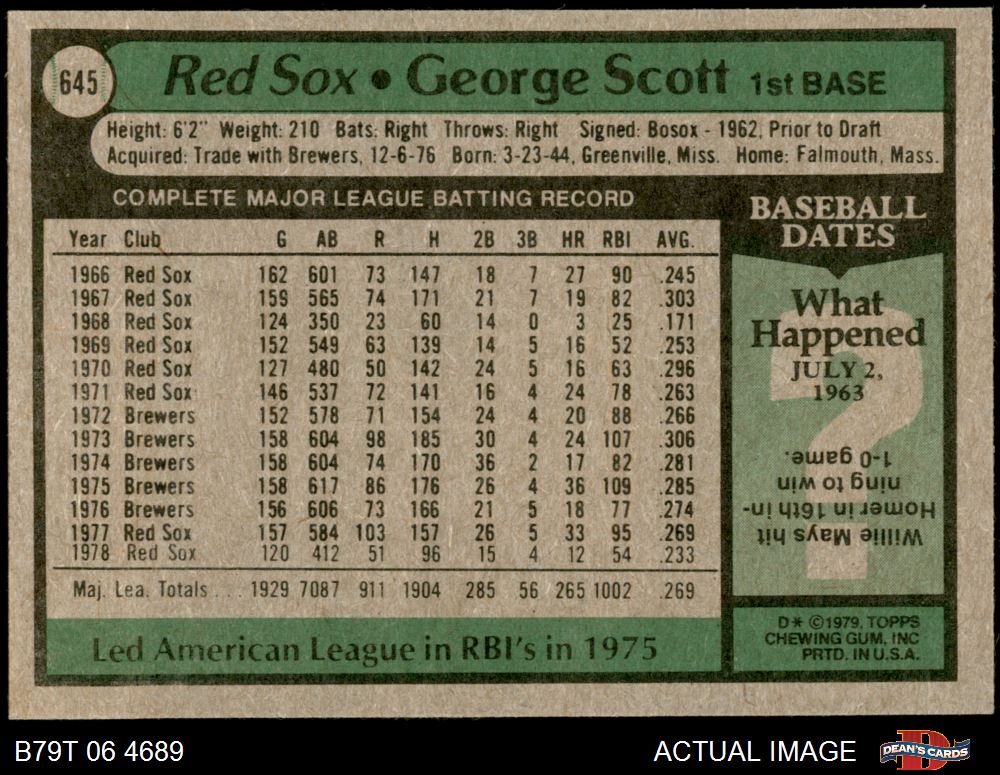 645
Red Sox • George Scott 1st BASE
Height: 6'2" Weight: 210 Bats: Right Throws: Right Signed: Bosox - 1962, Prior to Draft
Acquired: Trade with Brewers, 12-6-76 Born: 3-23-44, Greenville, Miss. Home: Falmouth, Mass.
COMPLETE MAJOR LEAGUE BATTING RECORD
Year Club G AB R H 2B 3B HR RBI AVG.
1966 Red Sox 162 601 73 147 18 7 27 90 .245
1967 Red Sox 159 565 74 171 21 7 19 82 .303
1968 Red Sox 124 350 23 60 14 0 3 25 .171
1969 Red Sox 152 549 63 139 14 5 16 52 .253
1970 Red Sox 127 480 50 142 24 5 16 63 .296
1971 Red Sox 146 537 72 141 16 4 24 78 .263
1972 Brewers 152 578 71 154 24 4 20 88 .266
1973 Brewers 158 604 98 185 30 4 24 107 .306
1974 Brewers 158 604 74 170 36 2 17 82 .281
1975 Brewers 158 617 86 176 26 4 36 109 .285
1976 Brewers 156 606 73 166 21 5 18 77 .274
1977 Red Sox 157 584 103 157 26 5 33 95 .269
1978 Red Sox 120 412 51 96 15 4 12 54 .233
Maj. Lea. Totals . . . 1929 7087 911 1904 285 56 265 1002 .269
Led American League in RBI's in 1975
BASEBALL
DATES
What
Happened
JULY 2,
1963
Willie Mays hit
Homer in 16th in-
ning to win
1-0 game.
D* ©1979, TOPPS
CHEWING GUM, INC
PRTD. IN U.S.A.
B79T 06 4689
ACTUAL IMAGE
D
DEAN'S CARDS